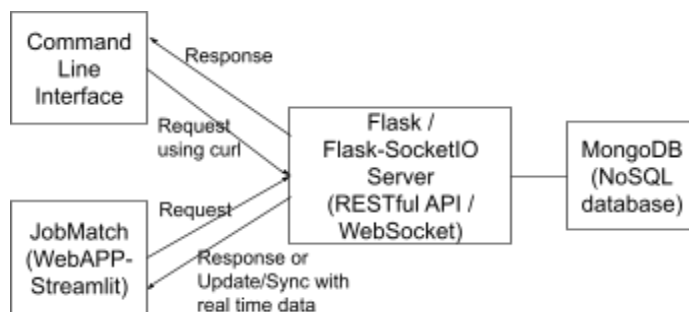 Command
Line
Interface
Response
Request
using curl
Flask /
Flask-SocketIO
Server
(RESTful API /
WebSocket)
MongoDB
(NoSQL
database)
JobMatch
(WebAPP-
Streamlit)
Request
Response or
Update/Sync with
real time data